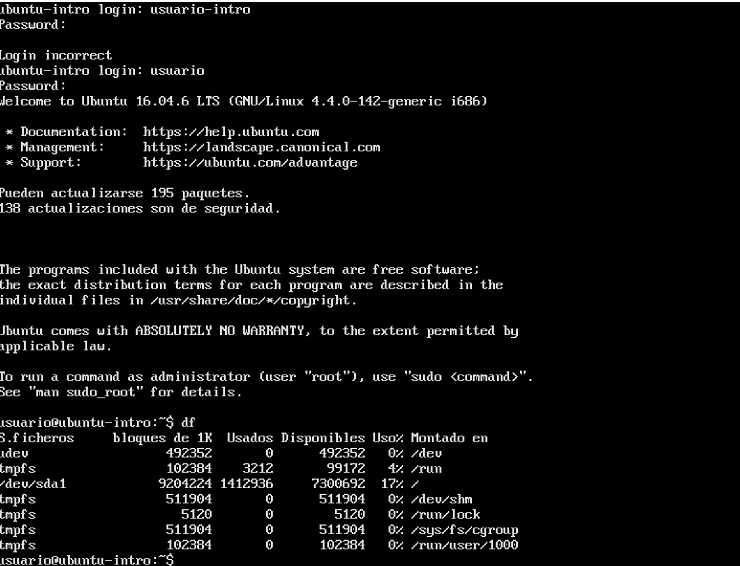 ubuntu-intro login: usuario-intro
Password:
Login incorrect
ubuntu-intro login: usuario
Password:
Welcome to Ubuntu 16.04.6 LTS (GNU/Linux 4.4.0-142-generic i686)
* Documentation: https://help.ubuntu.com
* Management: https://landscape.canonical.com
* Support: https://ubuntu.com/advantage
Pueden actualizarse 195 paquetes.
138 actualizaciones son de seguridad.
The programs included with the Ubuntu system are free software;
the exact distribution terms for each program are described in the
individual files in /usr/share/doc/*/copyright.
Ubuntu comes with ABSOLUTELY NO WARRANTY, to the extent permitted by
applicable law.
To run a command as administrator (user "root"), use "sudo <command>".
See "man sudo_root" for details.
usuario@ubuntu-intro:~$ df
S.ficheros bloques de 1K Usados Disponibles Uso% Montado en
udev 492352 0 492352 0% /dev
tmpfs 102384 3212 99172 4% /run
/dev/sda1 9204224 1412936 7300692 17% /
tmpfs 511904 0 511904 0% /dev/shm
tmpfs 5120 0 5120 0% /run/lock
tmpfs 511904 0 511904 0% /sys/fs/cgroup
tmpfs 102384 0 102384 0% /run/user/1000
usuario@ubuntu-intro:~$